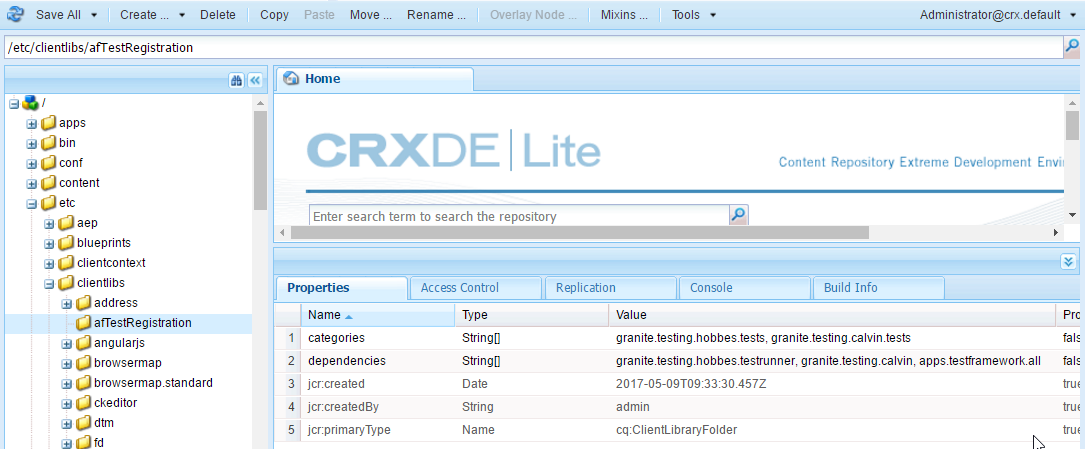 Save All Create ... Delete Copy Paste Move ... Rename ... Overlay Node ... Mixins ... Tools Administrator@crx.default
/etc/clientlibs/afTestRegistration
Home
/
apps
bin
conf
content
etc
aep
blueprints
clientcontext
clientlibs
address
afTestRegistration
angularjs
browsermap
browsermap.standard
ckeditor
dtm
fd
CRXDE | Lite
Content Repository Extreme Development Envi
Enter search term to search the repository
Properties Access Control Replication Console Build Info
Name Type Value Pro
1 categories String[] granite.testing.hobbes.tests, granite.testing.calvin.tests fals
2 dependencies String[] granite.testing.hobbes.testrunner, granite.testing.calvin, apps.testframework.all fals
3 jcr:created Date 2017-05-09T09:33:30.457Z true
4 jcr:createdBy String admin true
5 jcr:primaryType Name cq:ClientLibraryFolder true